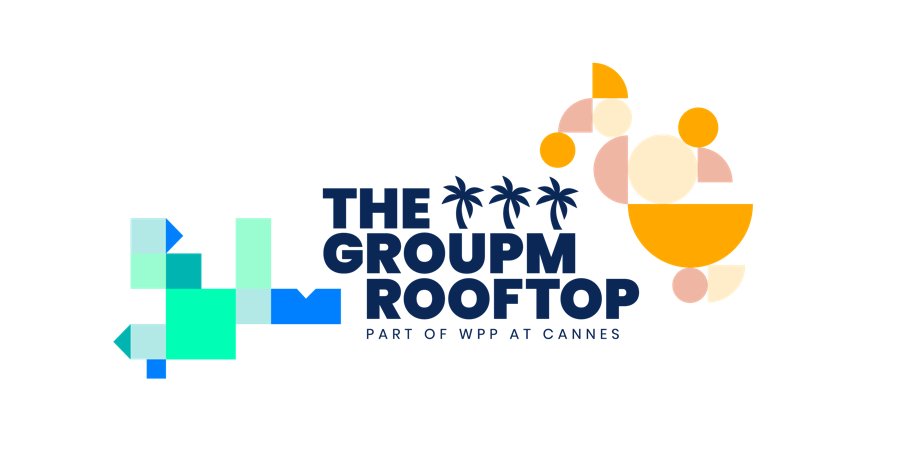 THE
GROUPM
ROOFTOP
PART OF WPP AT CANNES